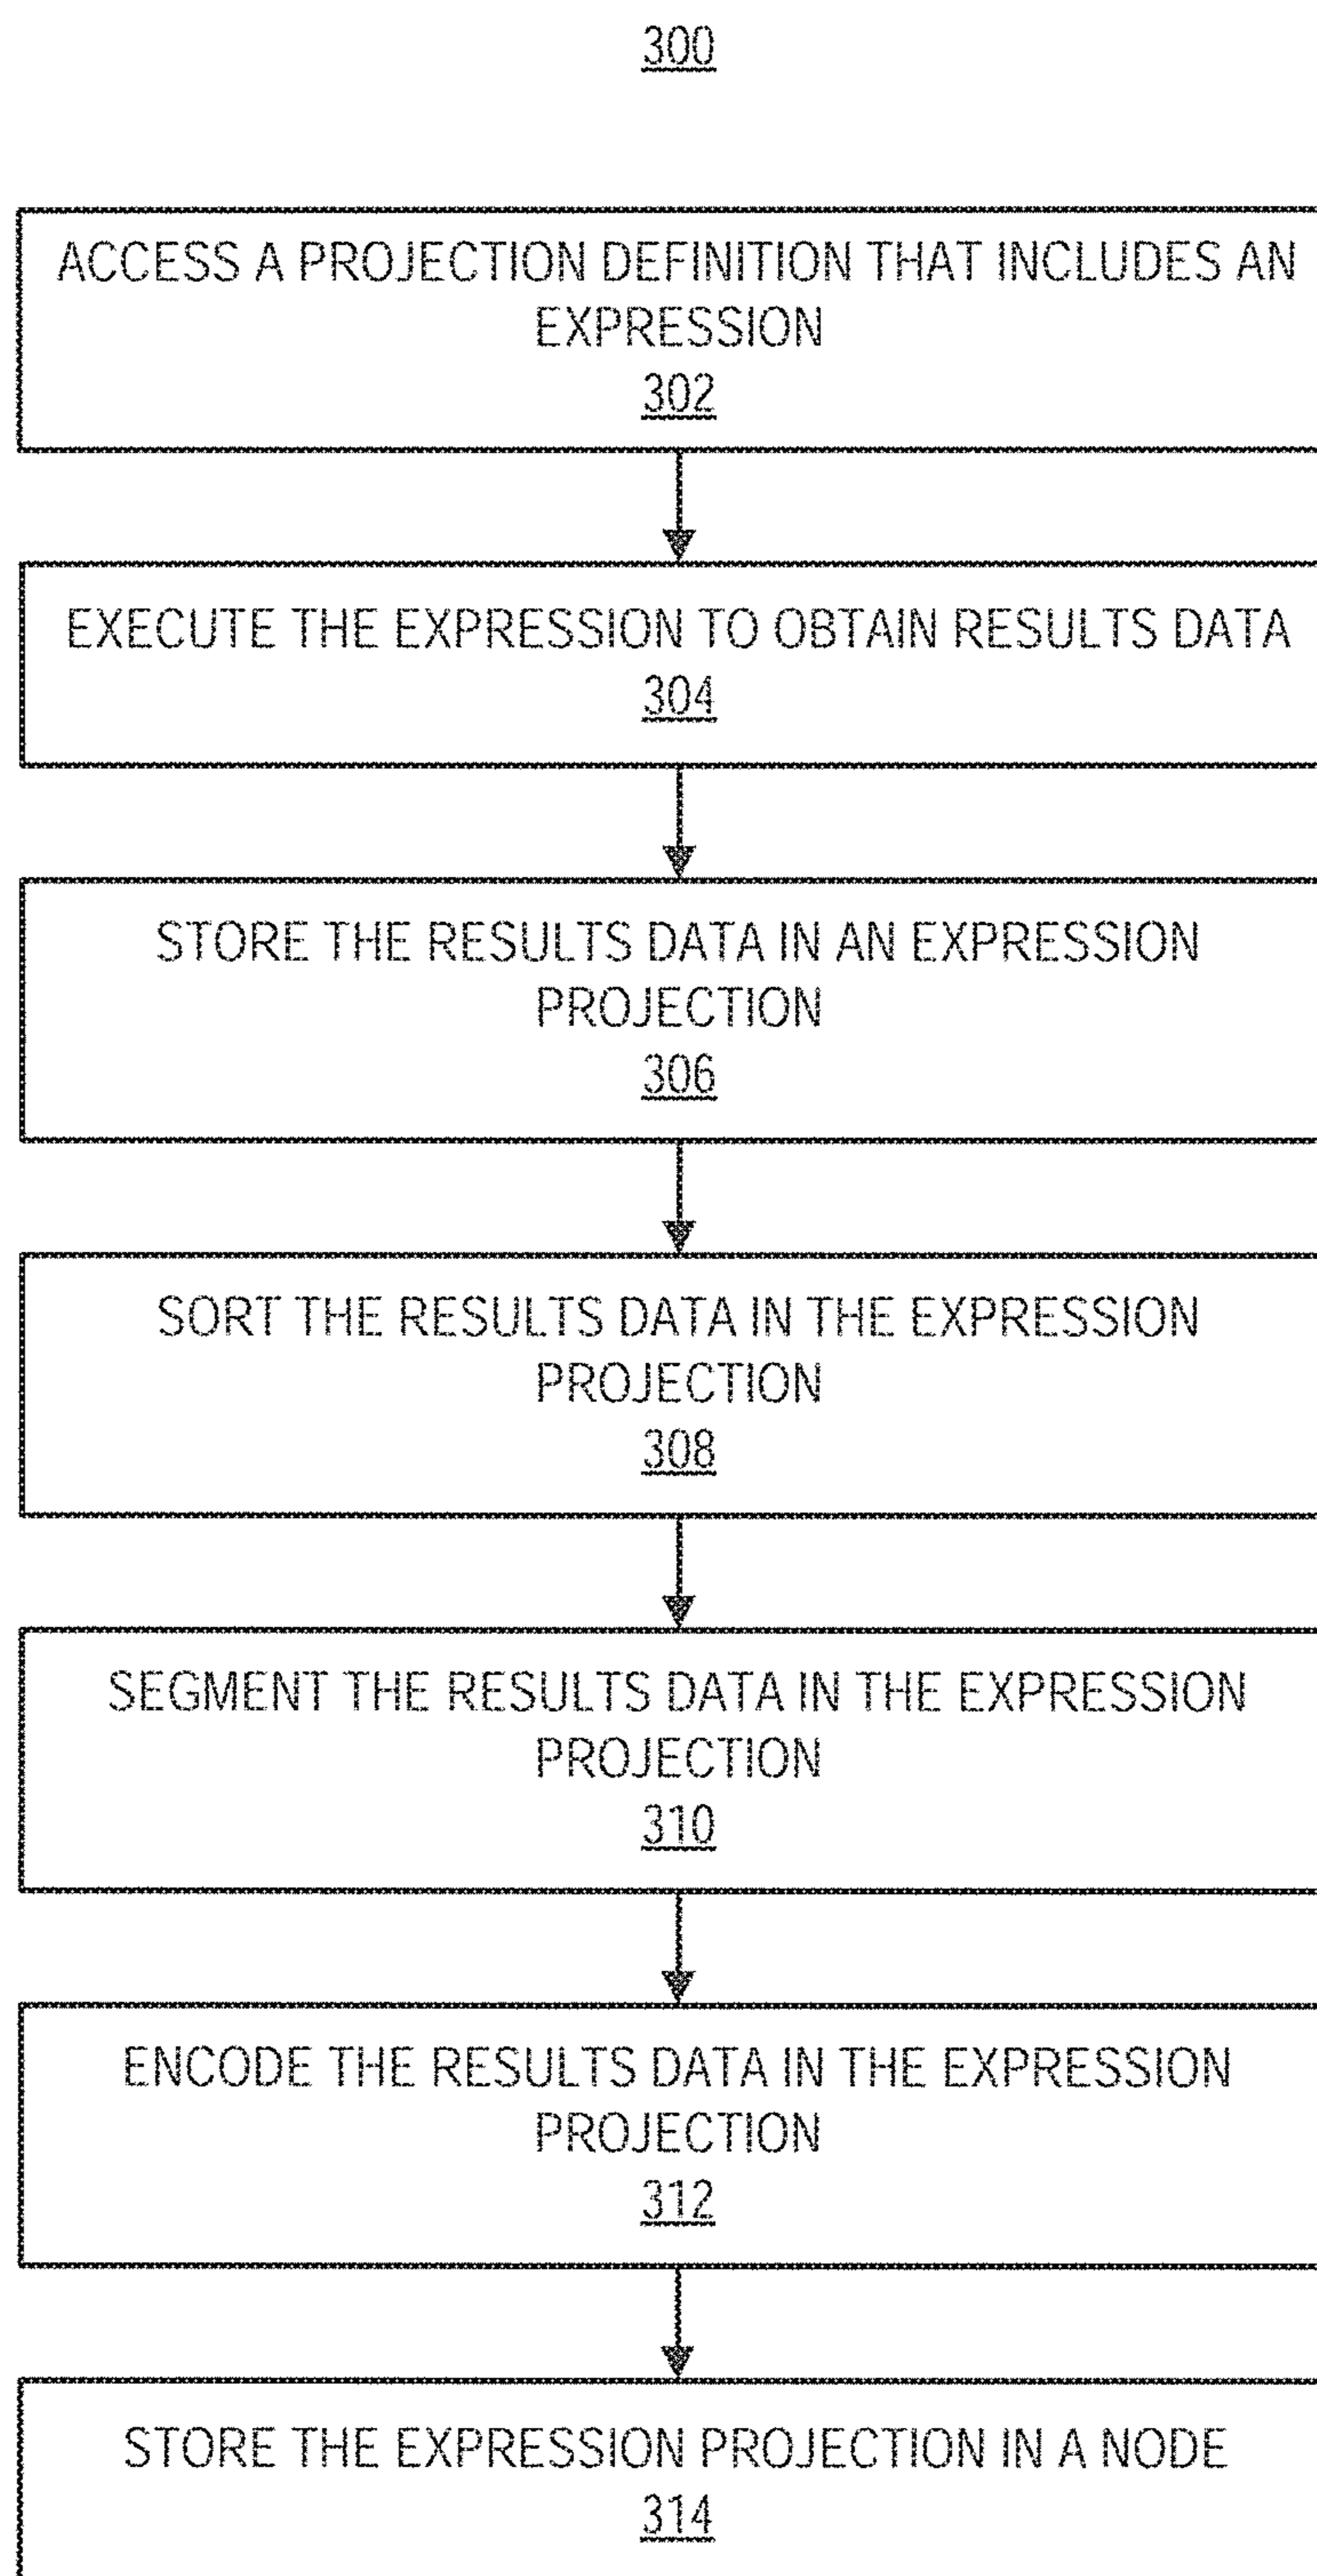 300
ACCESS A PROJECTION DEFINITION THAT INCLUDES AN
EXPRESSION
302
EXECUTE THE EXPRESSION TO OBTAIN RESULTS DATA
304
STORE THE RESULTS DATA IN AN EXPRESSION
PROJECTION
306
SORT THE RESULTS DATA IN THE EXPRESSION
PROJECTION
308
SEGMENT THE RESULTS DATA IN THE EXPRESSION
PROJECTION
310
ENCODE THE RESULTS DATA IN THE EXPRESSION
PROJECTION
312
STORE THE EXPRESSION PROJECTION IN A NODE
314